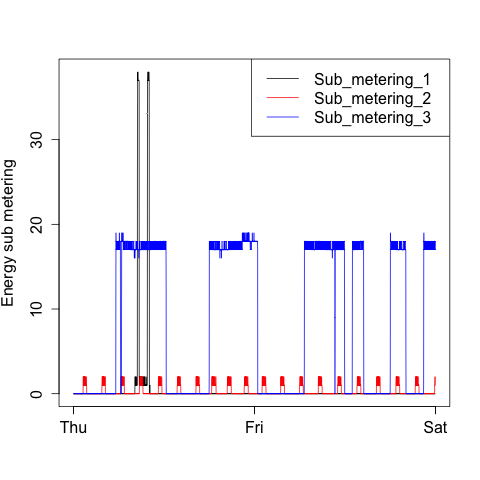 Sub_metering_1
Sub_metering_2
Sub_metering_3
Energy sub metering
30
20
10
0
Thu Fri Sat